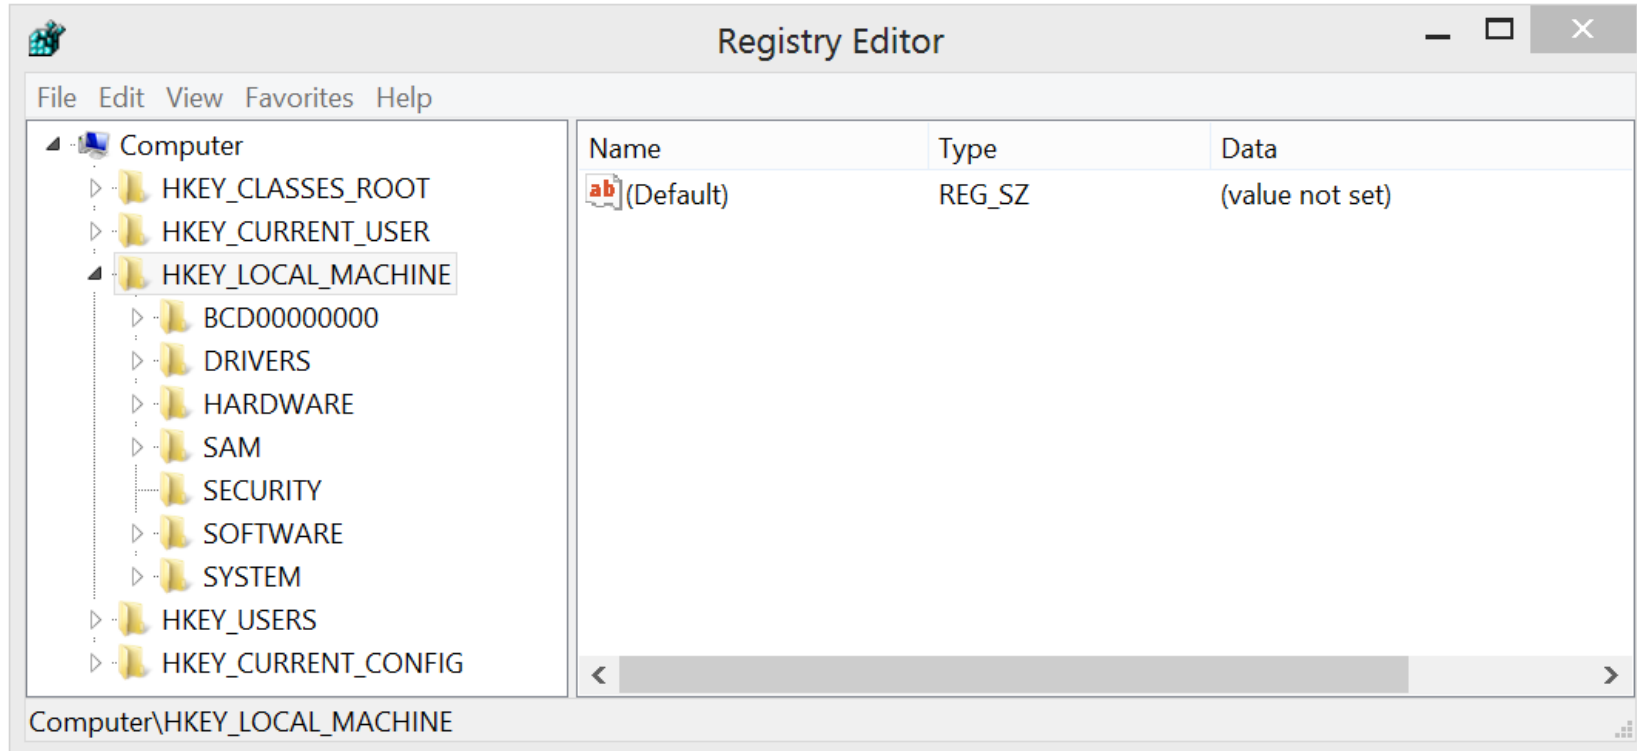 Registry Editor
File Edit View Favorites Help
Computer
HKEY_CLASSES_ROOT
HKEY_CURRENT_USER
HKEY_LOCAL_MACHINE
BCD00000000
DRIVERS
HARDWARE
SAM
SECURITY
SOFTWARE
SYSTEM
HKEY_USERS
HKEY_CURRENT_CONFIG
Name Type Data
ab (Default) REG_SZ (value not set)
Computer\HKEY_LOCAL_MACHINE